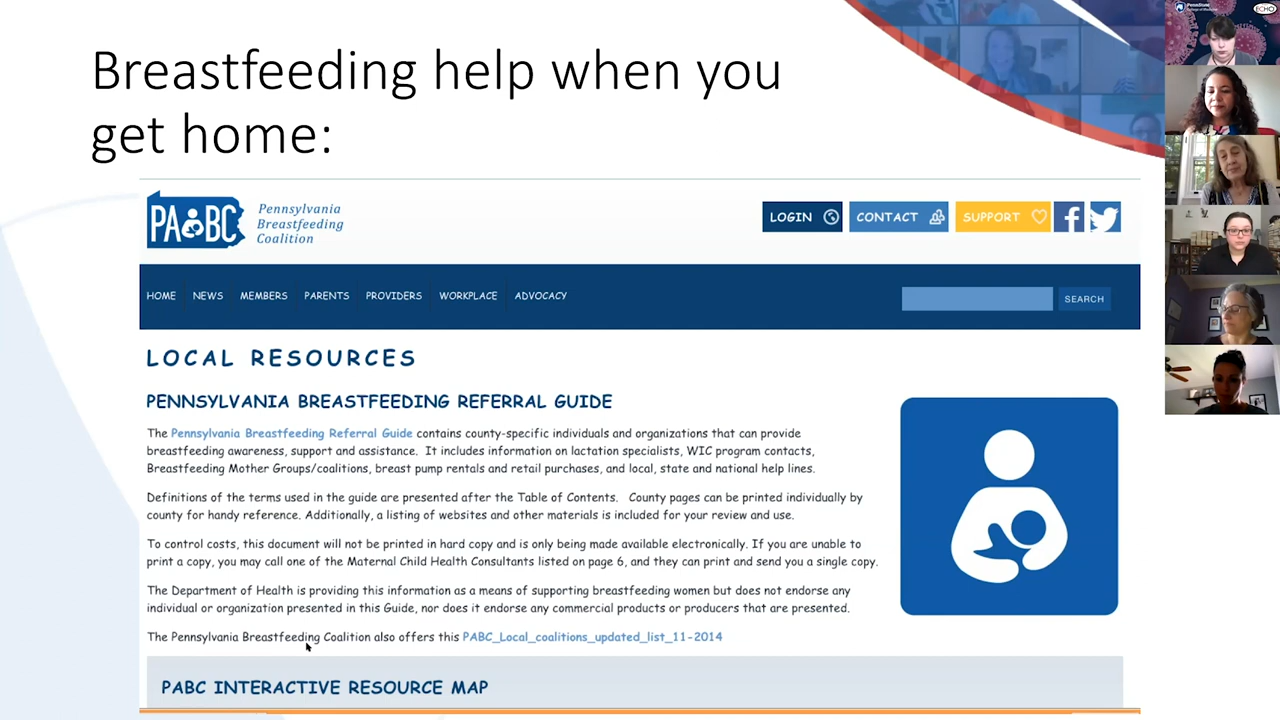 Breastfeeding help when you
get home:
PennState
College of Medicine
ECHO
PA BC
Pennsylvania
Breastfeeding
Coalition
LOGIN
CONTACT
SUPPORT
HOME NEWS MEMBERS PARENTS PROVIDERS WORKPLACE ADVOCACY
SEARCH
LOCAL RESOURCES
PENNSYLVANIA BREASTFEEDING REFERRAL GUIDE
The Pennsylvania Breastfeeding Referral Guide contains county-specific individuals and organizations that can provide
breastfeeding awareness, support and assistance. It includes information on lactation specialists, WIC program contacts,
Breastfeeding Mother Groups/coalitions, breast pump rentals and retail purchases, and local, state and national help lines.
Definitions of the terms used in the guide are presented after the Table of Contents. County pages can be printed individually by
county for handy reference. Additionally, a listing of websites and other materials is included for your review and use.
To control costs, this document will not be printed in hard copy and is only being made available electronically. If you are unable to
print a copy, you may call one of the Maternal Child Health Consultants listed on page 6, and they can print and send you a single copy.
The Department of Health is providing this information as a means of supporting breastfeeding women but does not endorse any
individual or organization presented in this Guide, nor does it endorse any commercial products or producers that are presented.
The Pennsylvania Breastfeeding Coalition also offers this PABC_Local_coalitions_updated_list_11-2014
PABC INTERACTIVE RESOURCE MAP